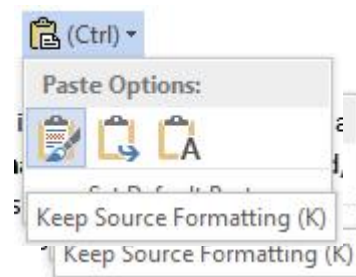 (Ctrl)
Paste Options:
A
Keep Source Formatting (K)
Keep Source Formatting (K)